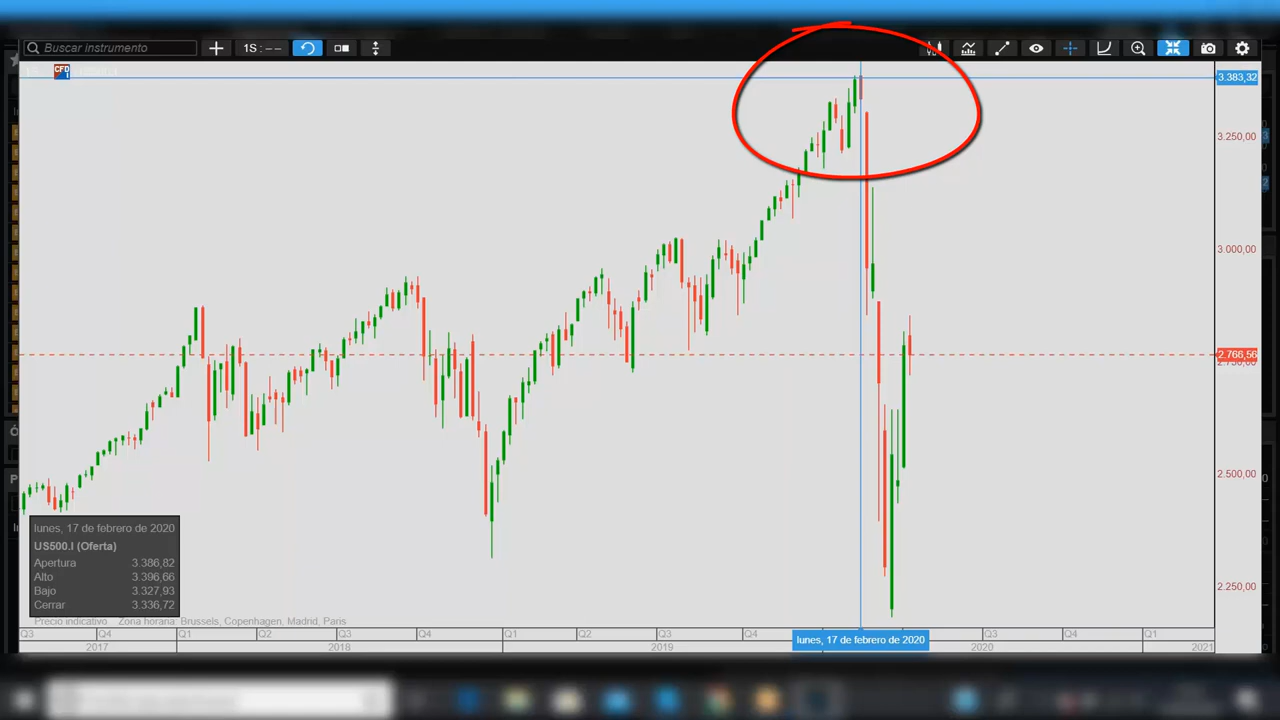 Buscar instrumento
1S : – –
CFD
3.383,32
3.250,00
3.000,00
2.766,56
2.500,00
2.250,00
lunes, 17 de febrero de 2020
US500.I (Oferta)
Apertura 3.386,82
Alto 3.396,66
Bajo 3.327,93
Cerrar 3.336,72
Precio indicativo Zona horaria: Brussels, Copenhagen, Madrid, Paris
Q3 Q4 Q1 Q2 Q3 Q4 Q1 Q2 Q3 Q4 Q3 Q4 Q1
lunes, 17 de febrero de 2020
2017 2018 2019 2020 2021